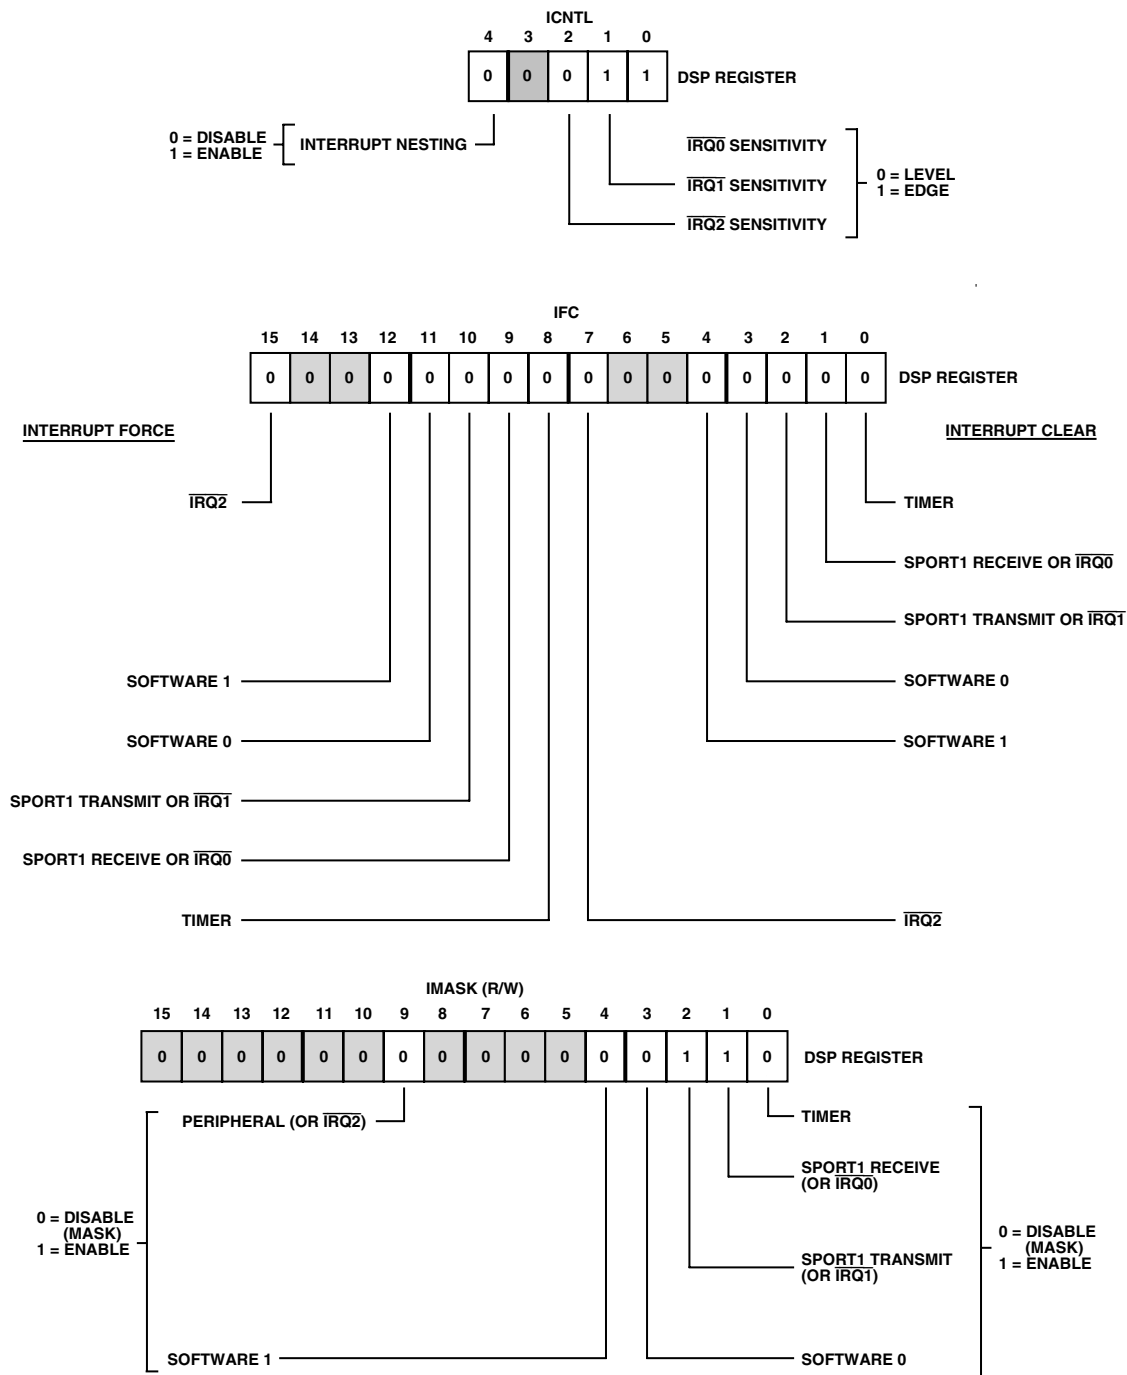 ICNTL
4 3 2 1 0
0 0 0 1 1 DSP REGISTER
0 = DISABLE
1 = ENABLE
INTERRUPT NESTING
IRQ0 SENSITIVITY
IRQ1 SENSITIVITY
IRQ2 SENSITIVITY
0 = LEVEL
1 = EDGE
IFC
15 14 13 12 11 10 9 8 7 6 5 4 3 2 1 0
0 0 0 0 0 0 0 0 0 0 0 0 0 0 0 0 DSP REGISTER
INTERRUPT FORCE
INTERRUPT CLEAR
IRQ2
TIMER
SPORT1 RECEIVE OR IRQ0
SPORT1 TRANSMIT OR IRQ1
SOFTWARE 1
SOFTWARE 0
SOFTWARE 0
SOFTWARE 1
SPORT1 TRANSMIT OR IRQ1
SPORT1 RECEIVE OR IRQ0
TIMER
IRQ2
IMASK (R/W)
15 14 13 12 11 10 9 8 7 6 5 4 3 2 1 0
0 0 0 0 0 0 0 0 0 0 0 0 0 1 1 0 DSP REGISTER
PERIPHERAL (OR IRQ2)
TIMER
SPORT1 RECEIVE
(OR IRQ0)
0 = DISABLE
(MASK)
1 = ENABLE
0 = DISABLE
(MASK)
1 = ENABLE
SPORT1 TRANSMIT
(OR IRQ1)
SOFTWARE 1
SOFTWARE 0